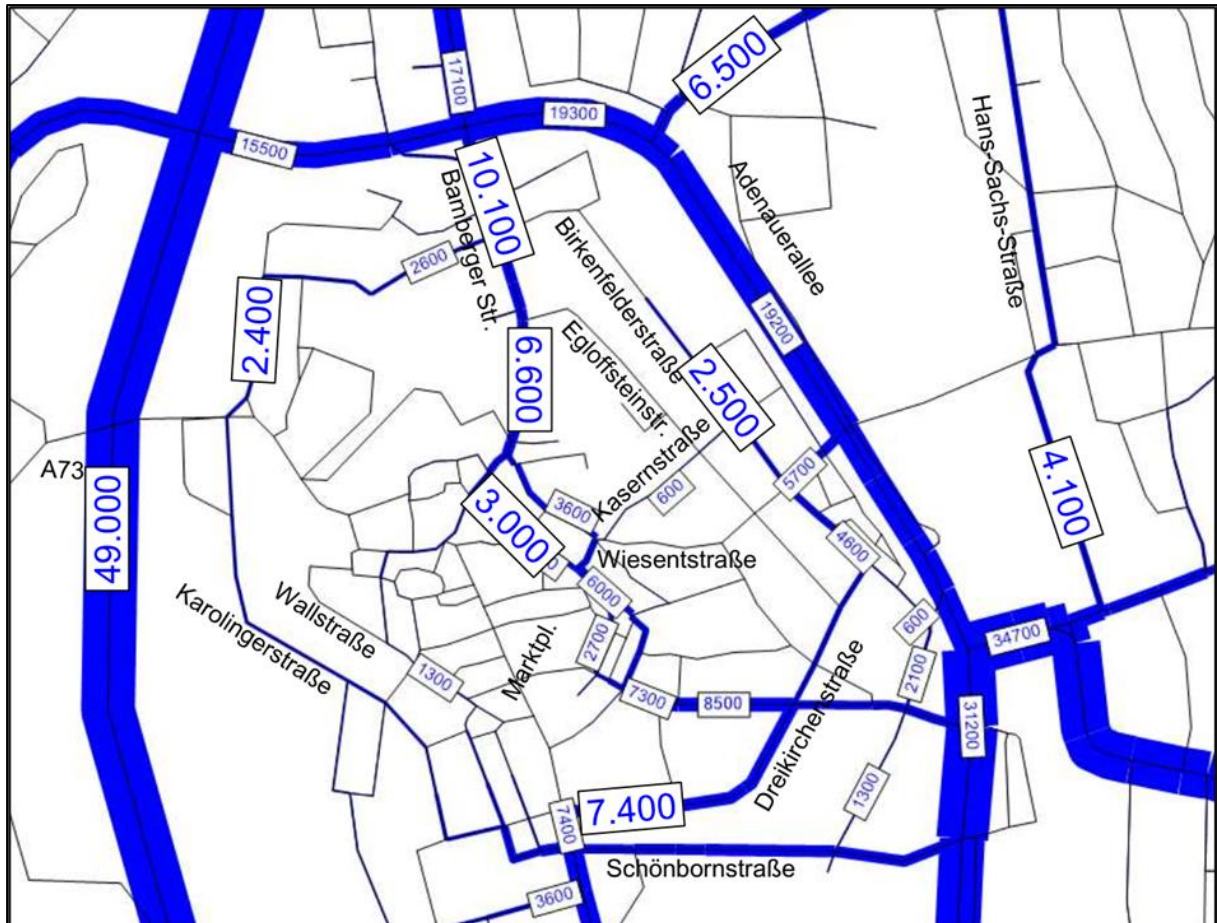 6.500
17100
19300
15500
10.100
Bamberger Str.
Birkenfelderstraße
Adenauerallee
Hans-Sachs-Straße
2600
2.400
19200
6.600
Egloffsteinstr.
2.500
A73
49.000
Kasernstraße
600
5700
4.100
3600
3.000
4600
Wiesentstraße
6000
Karolingerstraße
Wallstraße
Marktpl.
2700
600
34700
2100
1300
7300
8500
31200
Dreikirchenstraße
1300
7.400
7400
Schönbornstraße
3600